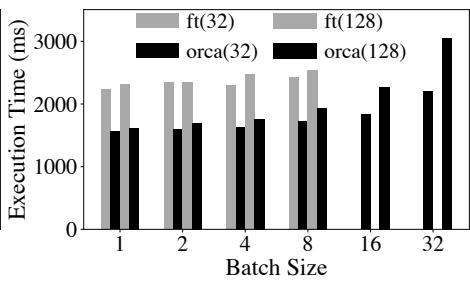 ft(32) ft(128)
orca(32) orca(128)
Execution Time (ms)
3000
2000
1000
0
1 2 4 8 16 32
Batch Size